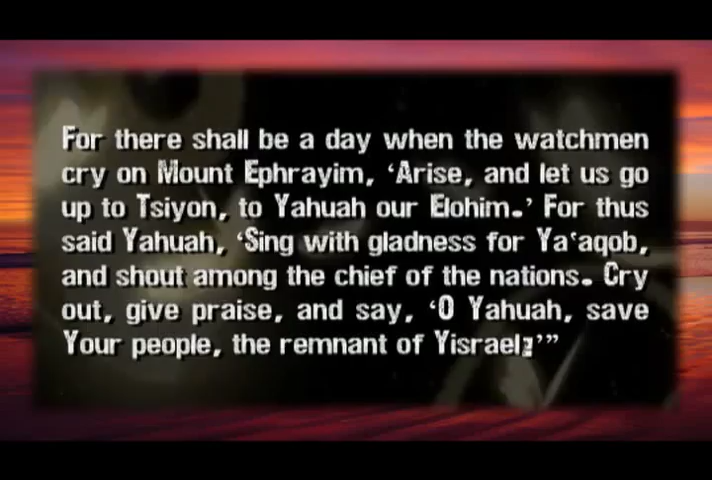 For there shall be a day when the watchmen
cry on Mount Ephrayim, ‘Arise, and let us go
up to Tsiyon, to Yahuah our Elohim.’ For thus
said Yahuah, ‘Sing with gladness for Ya‛aqob,
and shout among the chief of the nations. Cry
out, give praise, and say, ‘O Yahuah, save
Your people, the remnant of Yisrael!’”